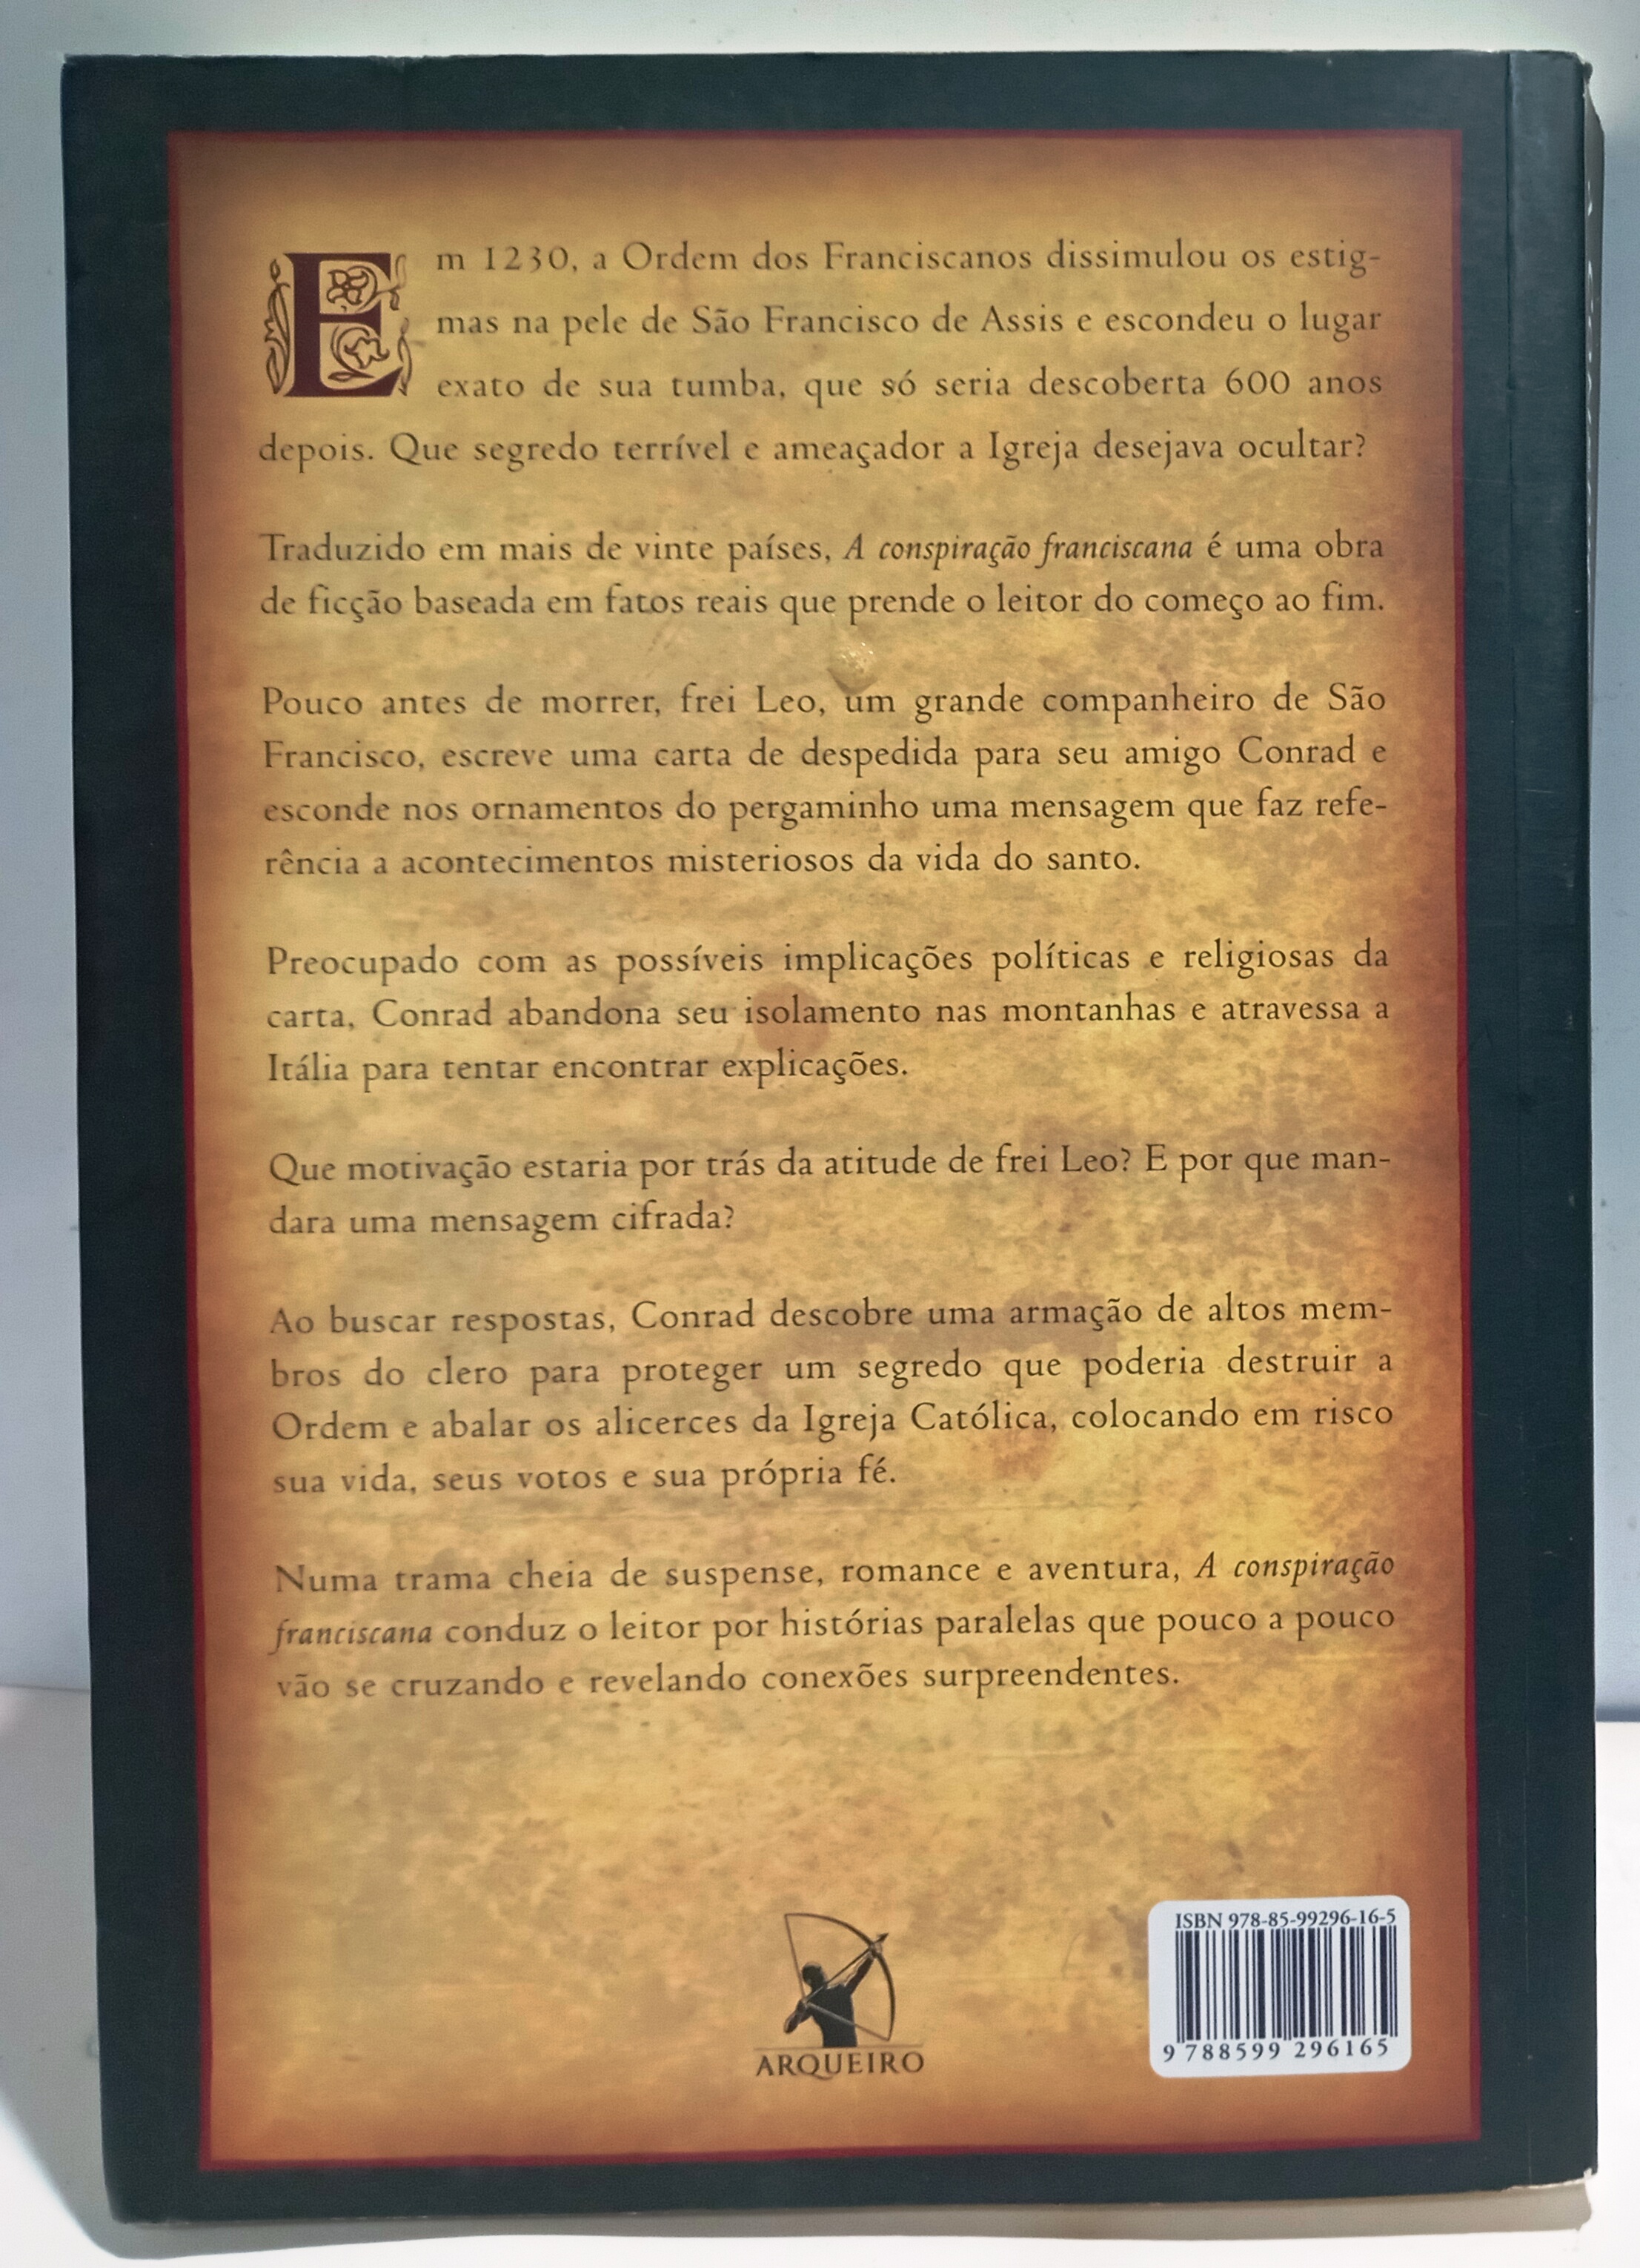 Em 1230, a Ordem dos Franciscanos dissimulou os estig-
mas na pele de São Francisco de Assis e escondeu o lugar
exato de sua tumba, que só seria descoberta 600 anos
depois. Que segredo terrível e ameaçador a Igreja desejava ocultar?
Traduzido em mais de vinte países, A conspiração franciscana é uma obra
de ficção baseada em fatos reais que prende o leitor do começo ao fim.
Pouco antes de morrer, frei Leo, um grande companheiro de São
Francisco, escreve uma carta de despedida para seu amigo Conrad e
esconde nos ornamentos do pergaminho uma mensagem que faz refe-
rência a acontecimentos misteriosos da vida do santo.
Preocupado com as possíveis implicações políticas e religiosas da
carta, Conrad abandona seu isolamento nas montanhas e atravessa a
Itália para tentar encontrar explicações.
Que motivação estaria por trás da atitude de frei Leo? E por que man-
dara uma mensagem cifrada?
Ao buscar respostas, Conrad descobre uma armação de altos mem-
bros do clero para proteger um segredo que poderia destruir a
Ordem e abalar os alicerces da Igreja Católica, colocando em risco
sua vida, seus votos e sua própria fé.
Numa trama cheia de suspense, romance e aventura, A conspiração
franciscana conduz o leitor por histórias paralelas que pouco a pouco
vão se cruzando e revelando conexões surpreendentes.
ARQUEIRO
ISBN 978-85-99296-16-5
9 788599 296165